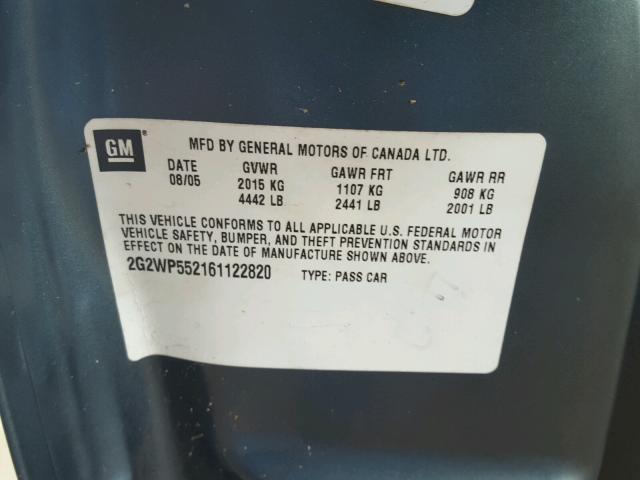 GM
MFD BY GENERAL MOTORS OF CANADA LTD.
DATE GVWR GAWR FRT GAWR RR
08/05 2015 KG 1107 KG 908 KG
4442 LB 2441 LB 2001 LB
THIS VEHICLE CONFORMS TO ALL APPLICABLE U.S. FEDERAL MOTOR
VEHICLE SAFETY, BUMPER, AND THEFT PREVENTION STANDARDS IN
EFFECT ON THE DATE OF MANUFACTURE SHOWN ABOVE.
2G2WP552161122820 TYPE: PASS CAR